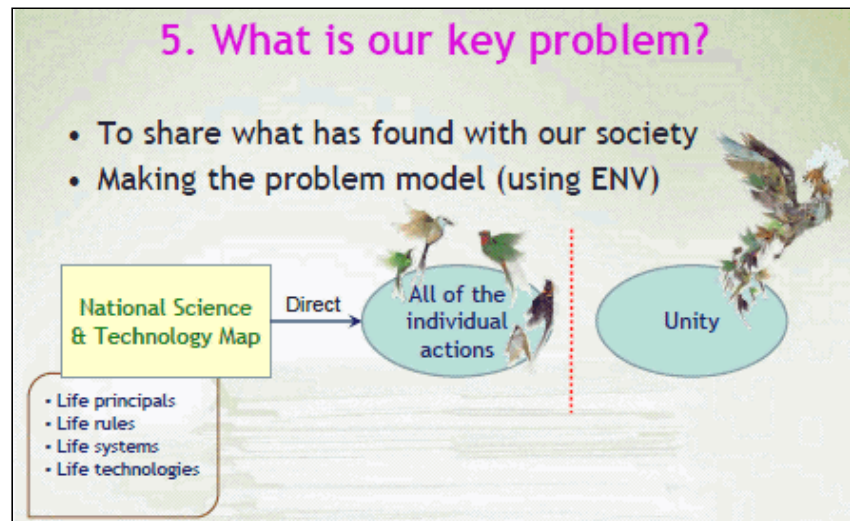 5. What is our key problem?
• To share what has found with our society
• Making the problem model (using ENV)
National Science
& Technology Map
Direct
All of the
individual
actions
Unity
• Life principals
• Life rules
• Life systems
• Life technologies